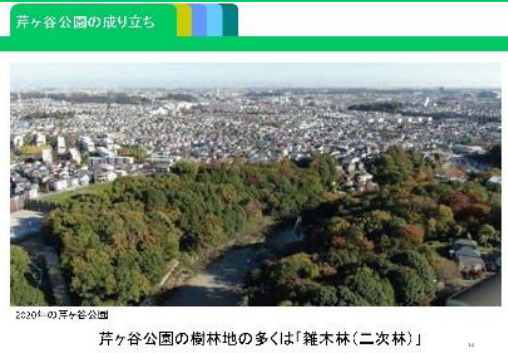 芹ヶ谷公園の成り立ち
2020年の芹ヶ谷公園
芹ヶ谷公園の樹林地の多くは「雑木林（二次林）」